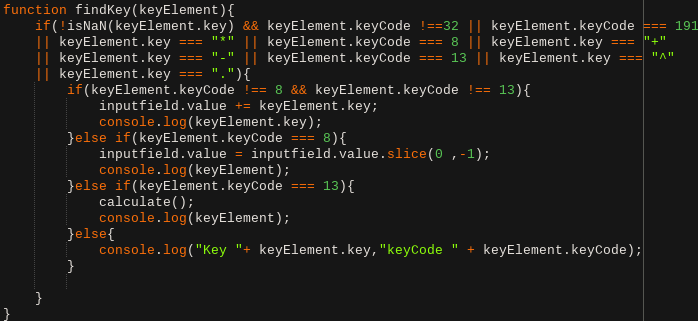 function findKey(keyElement){
    if(!isNaN(keyElement.key) && keyElement.keyCode !==32 || keyElement.keyCode === 191
    || keyElement.key === "*" || keyElement.keyCode === 8 || keyElement.key === "+"
    || keyElement.key === "-" || keyElement.keyCode === 13 || keyElement.key === "^"
    || keyElement.key === "."){
        if(keyElement.keyCode !== 8 && keyElement.keyCode !== 13){
            inputfield.value += keyElement.key;
            console.log(keyElement.key);
        }else if(keyElement.keyCode === 8){
            inputfield.value = inputfield.value.slice(0 ,-1);
            console.log(keyElement);
        }else if(keyElement.keyCode === 13){
            calculate();
            console.log(keyElement);
        }else{
            console.log("Key "+ keyElement.key,"keyCode " + keyElement.keyCode);
        }
    }
}